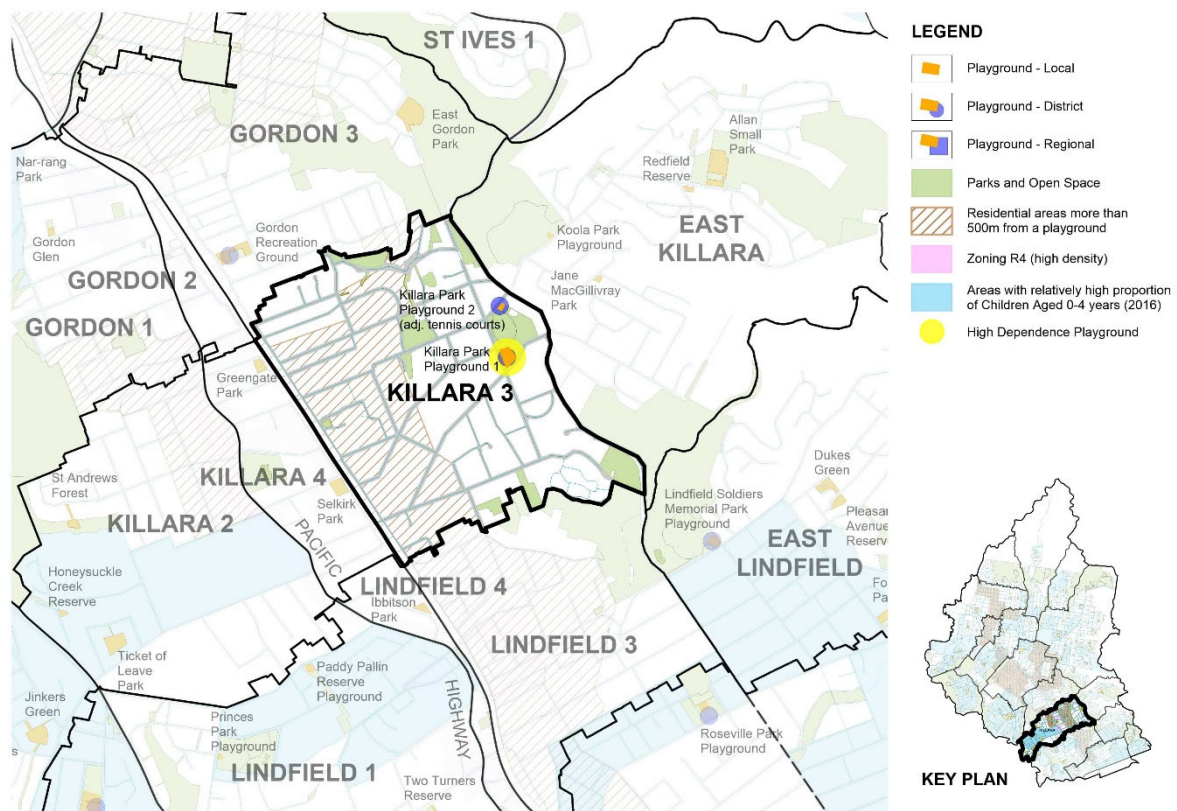 ST IVES 1
GORDON 3
East
Gordon
Park
Allan
Small
Park
Nar-rang
Park
Redfield
Reserve
Gordon
Glen
Gordon
Recreation
Ground
Koola Park
Playground
EAST
KILLARA
GORDON 2
Jane
MacGillivray
Park
Killara Park
Playground 2
(adj. tennis courts)
GORDON 1
Killara Park
Playground 1
Greengate
Park
KILLARA 3
St Andrews
Forest
KILLARA 4
Selkirk
Park
KILLARA 2
Dukes
Green
Lindfield Soldiers
Memorial Park
Playground
Pleasan
Avenue
Reserve
PACIFIC
EAST
LINDFIELD
Honeysuckle
Creek
Reserve
LINDFIELD 4
Ibbitson
Park
Fo
Pa
LINDFIELD 3
Ticket of
Leave
Park
Paddy Pallin
Reserve
Playground
HIGHWAY
Jinkers
Green
Princes
Park
Playground
Roseville Park
Playground
LINDFIELD 1
Two Turners
Reserve
s
LEGEND
Playground - Local
Playground - District
Playground - Regional
Parks and Open Space
Residential areas more than
500m from a playground
Zoning R4 (high density)
Areas with relatively high proportion
of Children Aged 0-4 years (2016)
High Dependence Playground
KEY PLAN